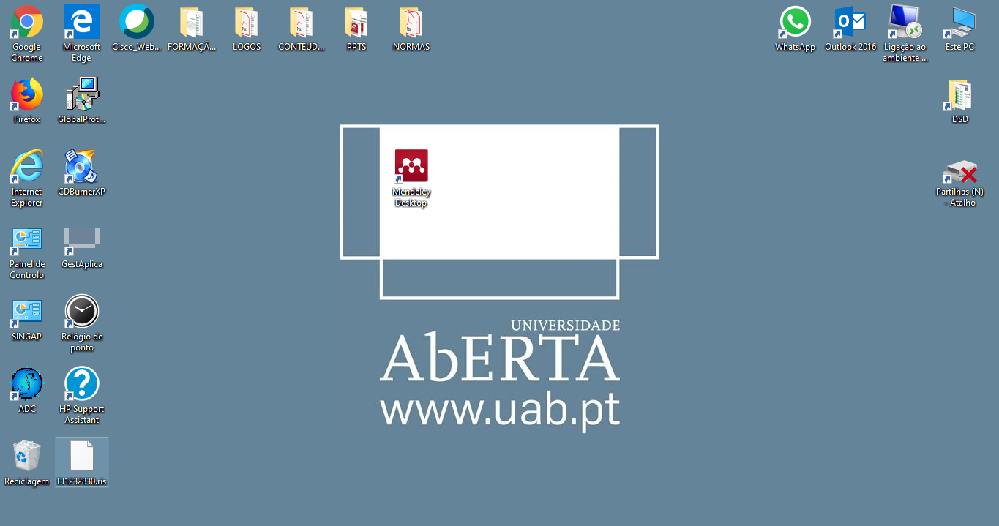 Google
Chrome
Microsoft
Edge
Cisco_Web...
FORMAÇÃ...
LOGOS
CONTEUD...
PPTS
NORMAS
WhatsApp
Outlook 2016
Ligação ao
ambiente ...
Este PC
Firefox
GlobalProt...
DSD
Internet
Explorer
CDBurnerXP
Mendeley
Desktop
Partilhas (N)
- Atalho
Painel de
Controlo
GestAplica
SINGAP
Relógio de
ponto
UNIVERSIDADE
AbERTA
www.uab.pt
ADC
HP Support
Assistant
Reciclagem
EJ1232830.ris